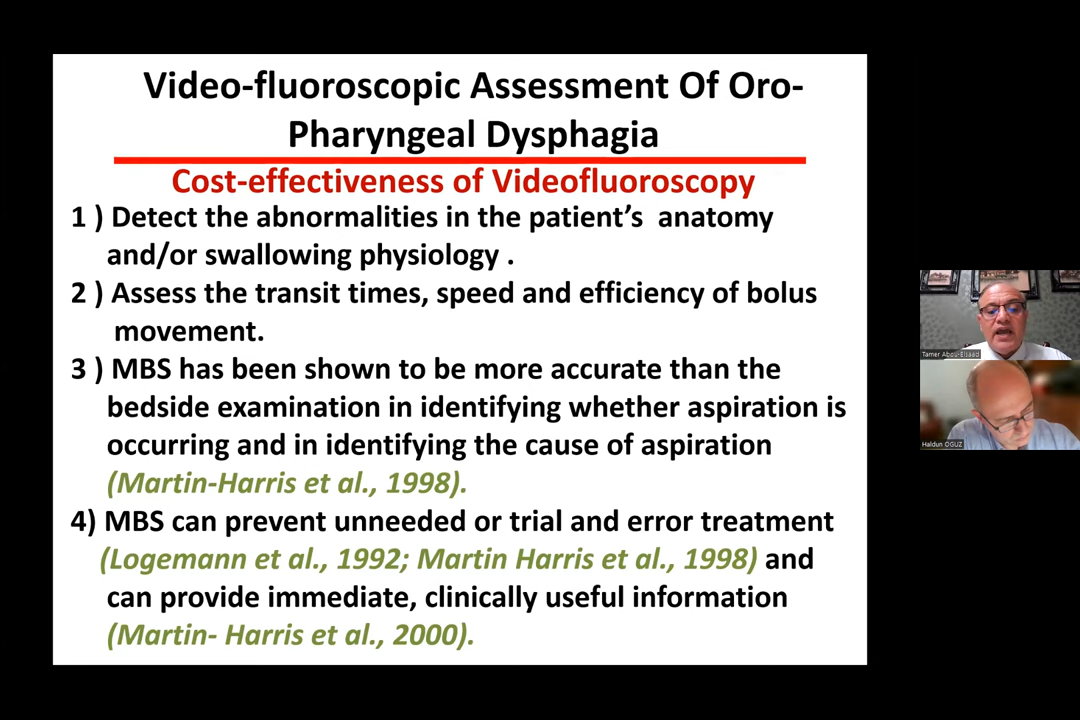 Video-fluoroscopic Assessment Of Oro-
Pharyngeal Dysphagia
Cost-effectiveness of Videofluoroscopy
1 ) Detect the abnormalities in the patient’s anatomy
and/or swallowing physiology .
2 ) Assess the transit times, speed and efficiency of bolus
movement.
3 ) MBS has been shown to be more accurate than the
bedside examination in identifying whether aspiration is
occurring and in identifying the cause of aspiration
(Martin-Harris et al., 1998).
4) MBS can prevent unneeded or trial and error treatment
(Logemann et al., 1992; Martin Harris et al., 1998) and
can provide immediate, clinically useful information
(Martin- Harris et al., 2000).
Tamer Abou-Elsaad
Haldun OGUZ